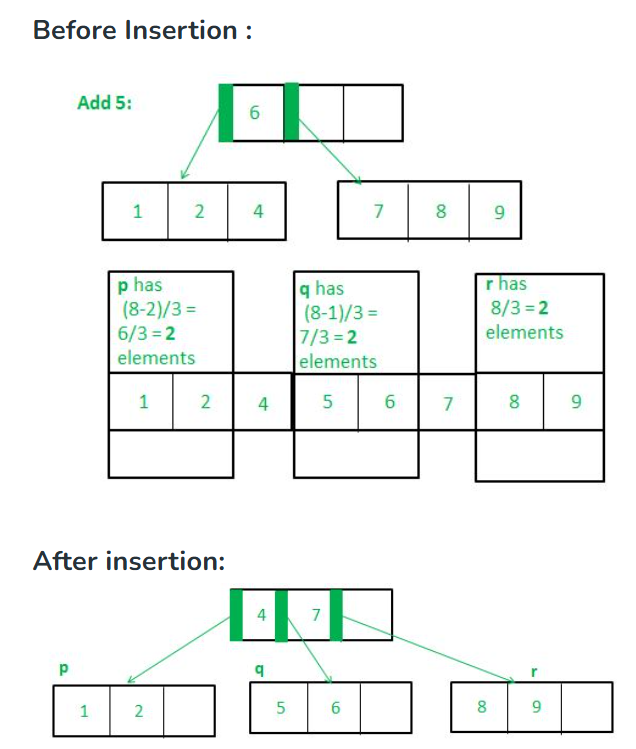 Before Insertion :
Add 5:
6
1 2 4
7 8 9
p has
(8-2)/3 =
6/3 = 2
elements
q has
(8-1)/3 =
7/3 = 2
elements
r has
8/3 = 2
elements
1 2 4 5 6 7 8 9
After insertion:
4 7
p
q
r
1 2
5 6
8 9